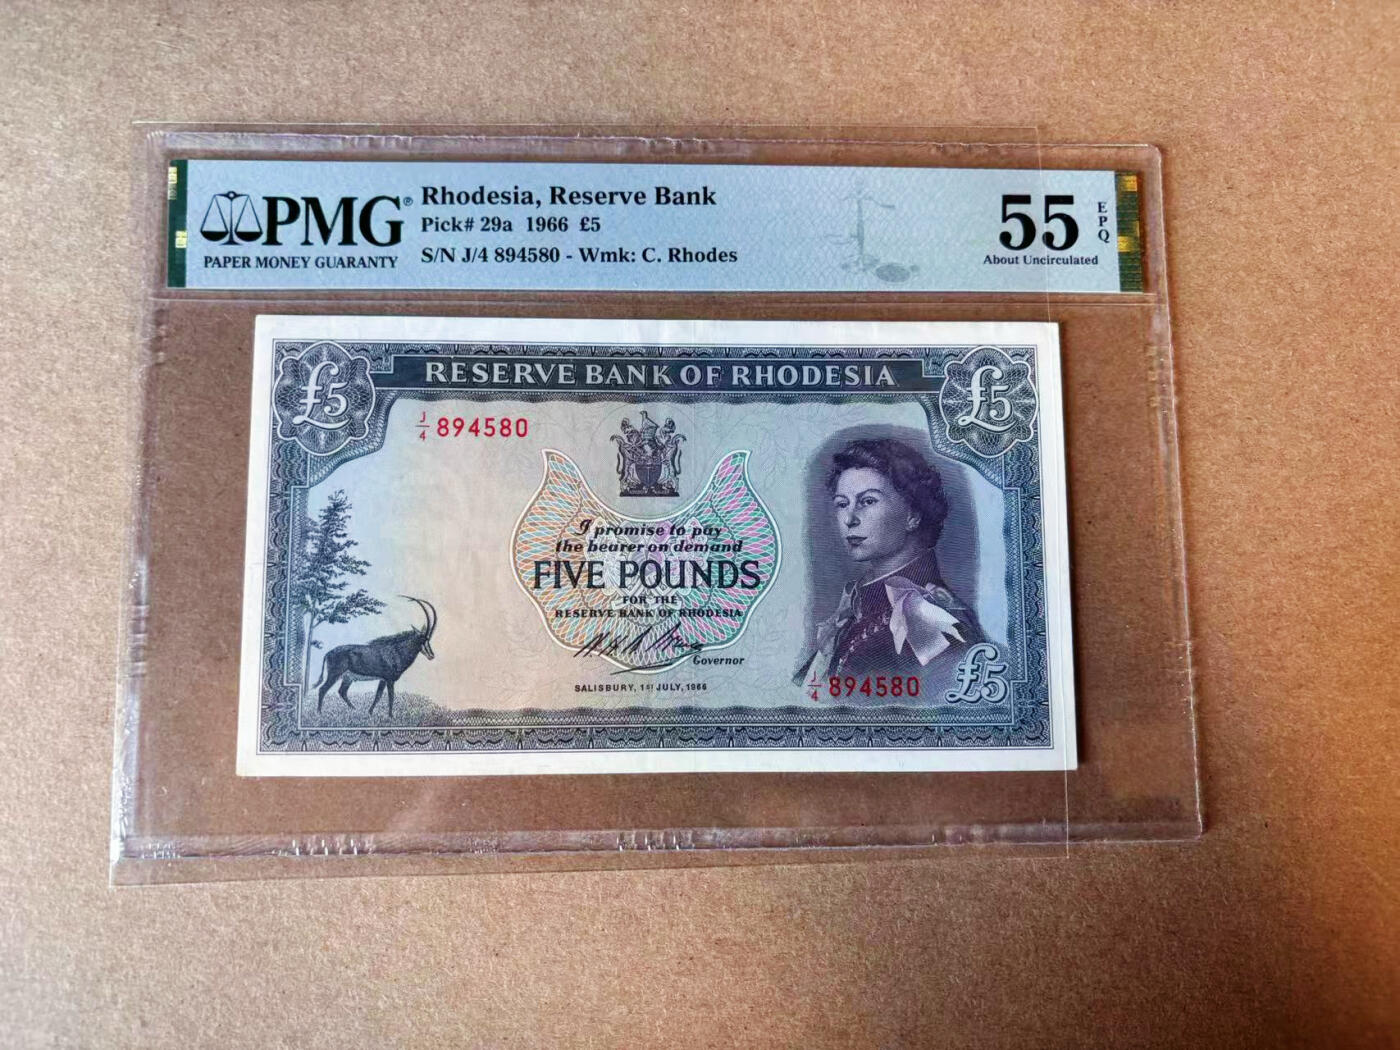 PMG®
PAPER MONEY GUARANTY
Rhodesia, Reserve Bank
Pick# 29a 1966 £5
S/N J/4 894580 - Wmk: C. Rhodes
55
EPQ
About Uncirculated
£5
RESERVE BANK OF RHODESIA
£5
J/4 894580
I promise to pay
the bearer on demand
FIVE POUNDS
FOR THE
RESERVE BANK OF RHODESIA
Governor
SALISBURY, 1ST JULY, 1966
J/4 894580
£5